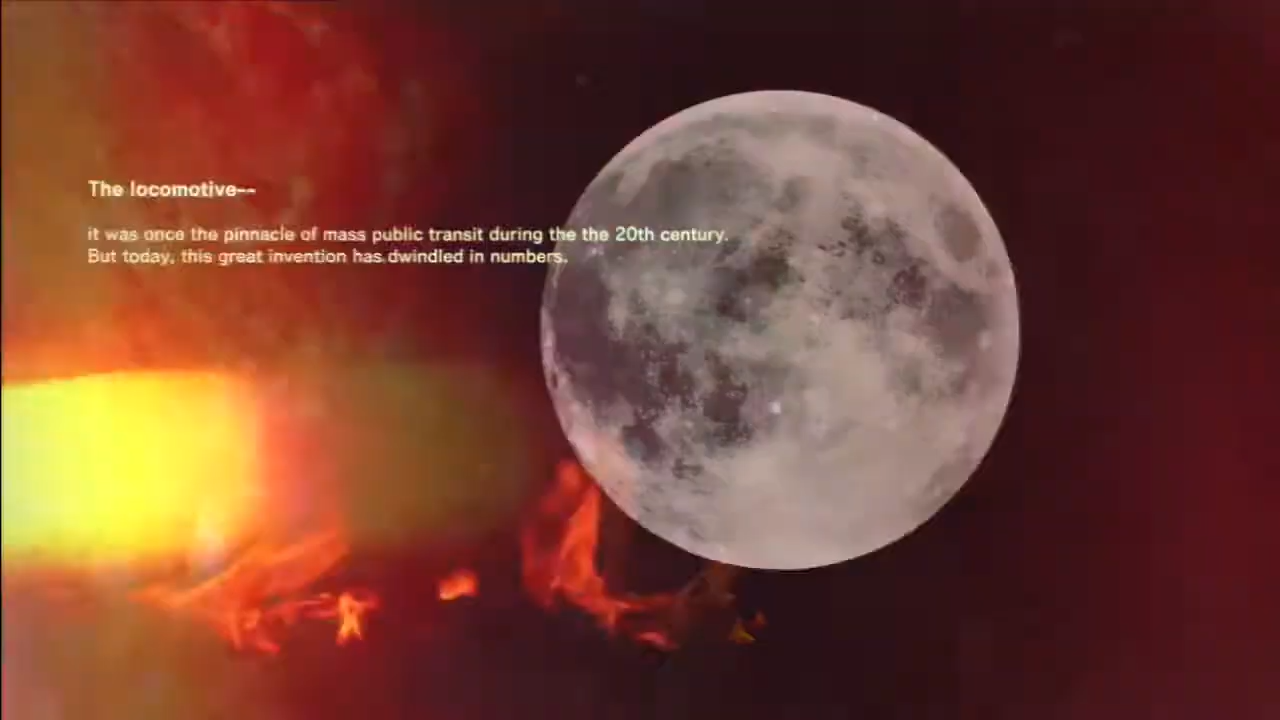 The locomotive--
it was once the pinnacle of mass public transit during the the 20th century.
But today, this great invention has dwindled in numbers.